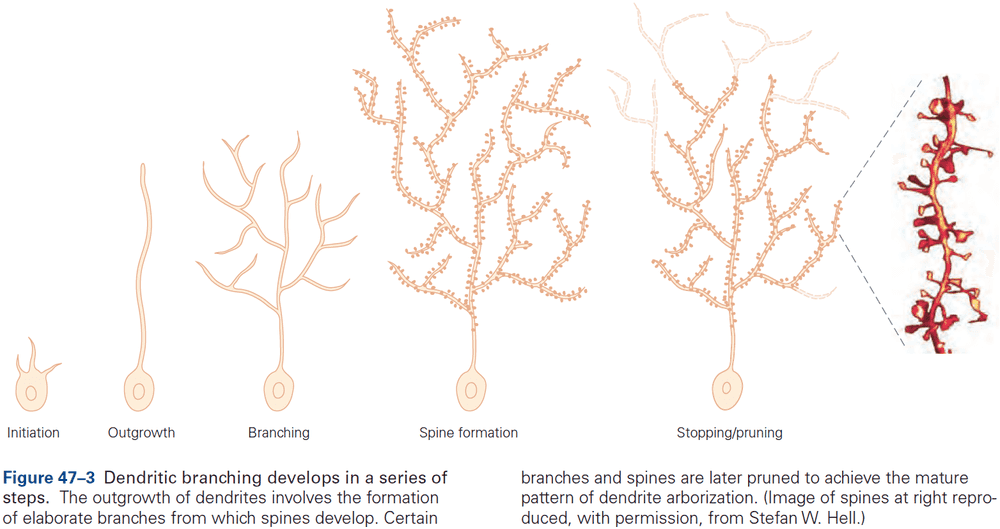 Initiation
Outgrowth
Branching
Spine formation
Stopping/pruning
Figure 47–3 Dendritic branching develops in a series of
steps. The outgrowth of dendrites involves the formation
of elaborate branches from which spines develop. Certain
branches and spines are later pruned to achieve the mature
pattern of dendrite arborization. (Image of spines at right repro-
duced, with permission, from Stefan W. Hell.)